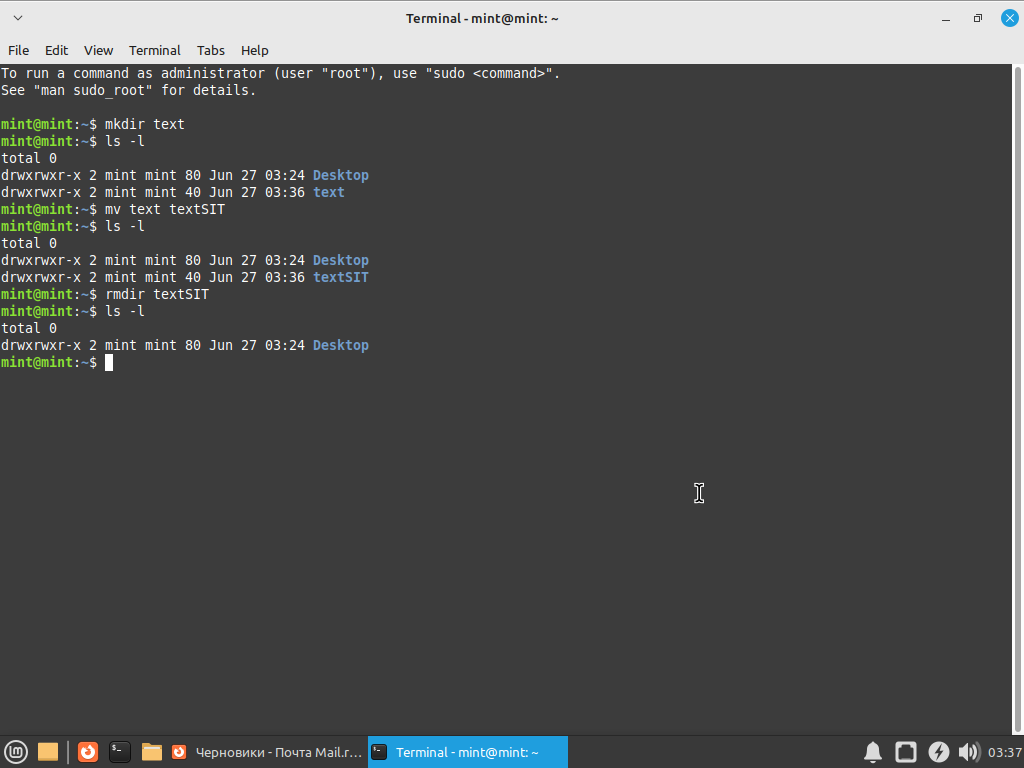 Terminal - mint@mint: ~
File Edit View Terminal Tabs Help
To run a command as administrator (user "root"), use "sudo <command>".
See "man sudo_root" for details.
mint@mint:~$ mkdir text
mint@mint:~$ ls -l
total 0
drwxrwxr-x 2 mint mint 80 Jun 27 03:24 Desktop
drwxrwxr-x 2 mint mint 40 Jun 27 03:36 text
mint@mint:~$ mv text textSIT
mint@mint:~$ ls -l
total 0
drwxrwxr-x 2 mint mint 80 Jun 27 03:24 Desktop
drwxrwxr-x 2 mint mint 40 Jun 27 03:36 textSIT
mint@mint:~$ rmdir textSIT
mint@mint:~$ ls -l
total 0
drwxrwxr-x 2 mint mint 80 Jun 27 03:24 Desktop
mint@mint:~$
Черновики - Почта Mail.r... Terminal - mint@mint: ~ 03:37